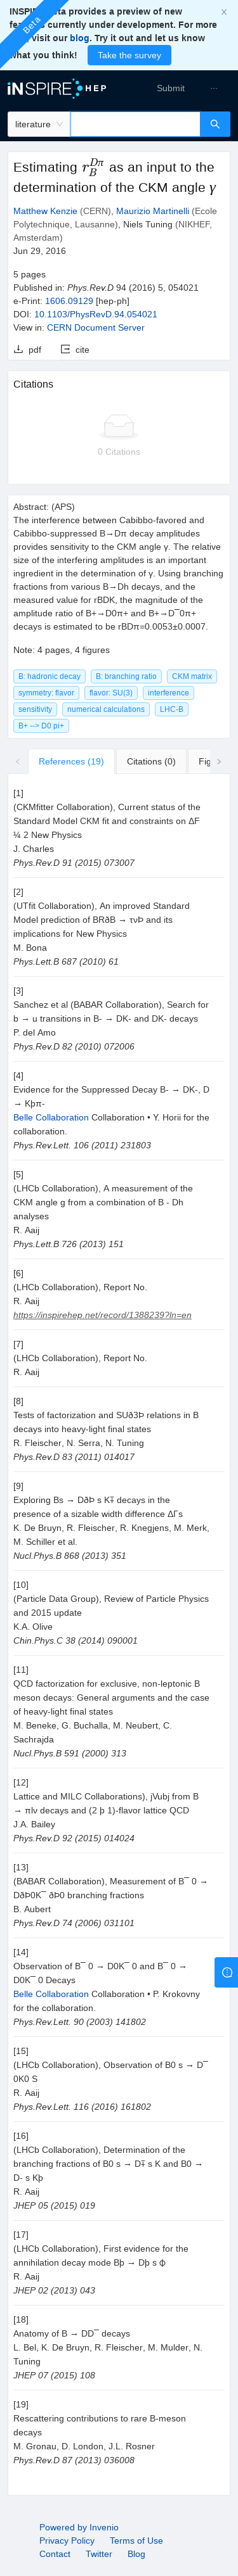 INSPIRE Beta provides a preview of new
features currently under development. For more
visit our blog. Try it out and let us know
what you think! Take the survey
×
Beta
INSPIRE HEP Submit ...
literature
Estimating r_B^Dπ as an input to the
determination of the CKM angle γ
Matthew Kenzie (CERN), Maurizio Martinelli (Ecole
Polytechnique, Lausanne), Niels Tuning (NIKHEF,
Amsterdam)
Jun 29, 2016
5 pages
Published in: Phys.Rev.D 94 (2016) 5, 054021
e-Print: 1606.09129 [hep-ph]
DOI: 10.1103/PhysRevD.94.054021
View in: CERN Document Server
pdf cite
Citations
0 Citations
Abstract: (APS)
The interference between Cabibbo-favored and
Cabibbo-suppressed B→Dπ decay amplitudes
provides sensitivity to the CKM angle γ. The relative
size of the interfering amplitudes is an important
ingredient in the determination of γ. Using branching
fractions from various B→Dh decays, and the
measured value for rBDK, the magnitude of the
amplitude ratio of B+→D0π+ and B+→D¯0π+
decays is estimated to be rBDπ=0.0053±0.0007.
Note: 4 pages, 4 figures
B: hadronic decay B: branching ratio CKM matrix
symmetry: flavor flavor: SU(3) interference
sensitivity numerical calculations LHC-B
B+ --> D0 pi+
References (19) Citations (0) Fig
[1]
(CKMfitter Collaboration), Current status of the
Standard Model CKM fit and constraints on ΔF
¼ 2 New Physics
J. Charles
Phys.Rev.D 91 (2015) 073007
[2]
(UTfit Collaboration), An improved Standard
Model prediction of BRðB → τνÞ and its
implications for New Physics
M. Bona
Phys.Lett.B 687 (2010) 61
[3]
Sanchez et al (BABAR Collaboration), Search for
b → u transitions in B- → DK- and DK- decays
P. del Amo
Phys.Rev.D 82 (2010) 072006
[4]
Evidence for the Suppressed Decay B- → DK-, D
→ Kþπ-
Belle Collaboration Collaboration • Y. Horii for the
collaboration.
Phys.Rev.Lett. 106 (2011) 231803
[5]
(LHCb Collaboration), A measurement of the
CKM angle g from a combination of B - Dh
analyses
R. Aaij
Phys.Lett.B 726 (2013) 151
[6]
(LHCb Collaboration), Report No.
R. Aaij
https://inspirehep.net/record/1388239?ln=en
[7]
(LHCb Collaboration), Report No.
R. Aaij
[8]
Tests of factorization and SUð3Þ relations in B
decays into heavy-light final states
R. Fleischer, N. Serra, N. Tuning
Phys.Rev.D 83 (2011) 014017
[9]
Exploring Bs → DðÞ s K∓ decays in the
presence of a sizable width difference ΔΓs
K. De Bruyn, R. Fleischer, R. Knegjens, M. Merk,
M. Schiller et al.
Nucl.Phys.B 868 (2013) 351
[10]
(Particle Data Group), Review of Particle Physics
and 2015 update
K.A. Olive
Chin.Phys.C 38 (2014) 090001
[11]
QCD factorization for exclusive, non-leptonic B
meson decays: General arguments and the case
of heavy-light final states
M. Beneke, G. Buchalla, M. Neubert, C.
Sachrajda
Nucl.Phys.B 591 (2000) 313
[12]
Lattice and MILC Collaborations), jVubj from B
→ πlν decays and (2 þ 1)-flavor lattice QCD
J.A. Bailey
Phys.Rev.D 92 (2015) 014024
[13]
(BABAR Collaboration), Measurement of B¯ 0 →
DðÞ0K¯ ðÞ0 branching fractions
B. Aubert
Phys.Rev.D 74 (2006) 031101
[14]
Observation of B¯ 0 → D0K¯ 0 and B¯ 0 →
D0K¯ 0 Decays
Belle Collaboration Collaboration • P. Krokovny
for the collaboration.
Phys.Rev.Lett. 90 (2003) 141802
[15]
(LHCb Collaboration), Observation of B0 s → D¯
0K0 S
R. Aaij
Phys.Rev.Lett. 116 (2016) 161802
[16]
(LHCb Collaboration), Determination of the
branching fractions of B0 s → D∓ s K and B0 →
D- s Kþ
R. Aaij
JHEP 05 (2015) 019
[17]
(LHCb Collaboration), First evidence for the
annihilation decay mode Bþ → Dþ s ϕ
R. Aaij
JHEP 02 (2013) 043
[18]
Anatomy of B → DD¯ decays
L. Bel, K. De Bruyn, R. Fleischer, M. Mulder, N.
Tuning
JHEP 07 (2015) 108
[19]
Rescattering contributions to rare B-meson
decays
M. Gronau, D. London, J.L. Rosner
Phys.Rev.D 87 (2013) 036008
Powered by Invenio
Privacy Policy Terms of Use
Contact Twitter Blog